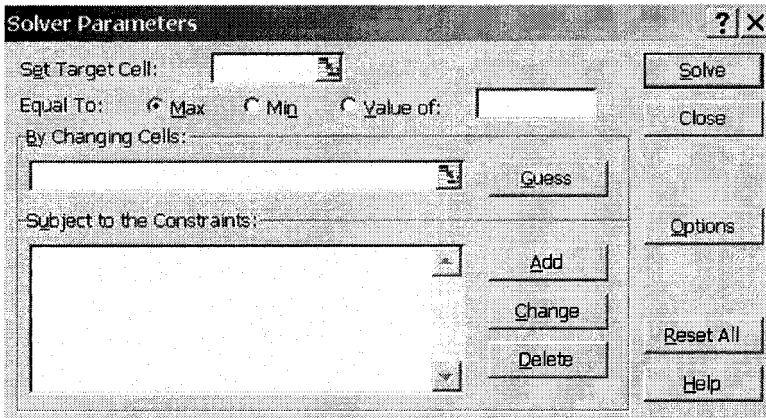 Solver Parameters
Set Target Cell:
Solve
Equal To: Max Min Value of:
Close
By Changing Cells:
Guess
Subject to the Constraints:
Options
Add
Change
Reset All
Delete
Help